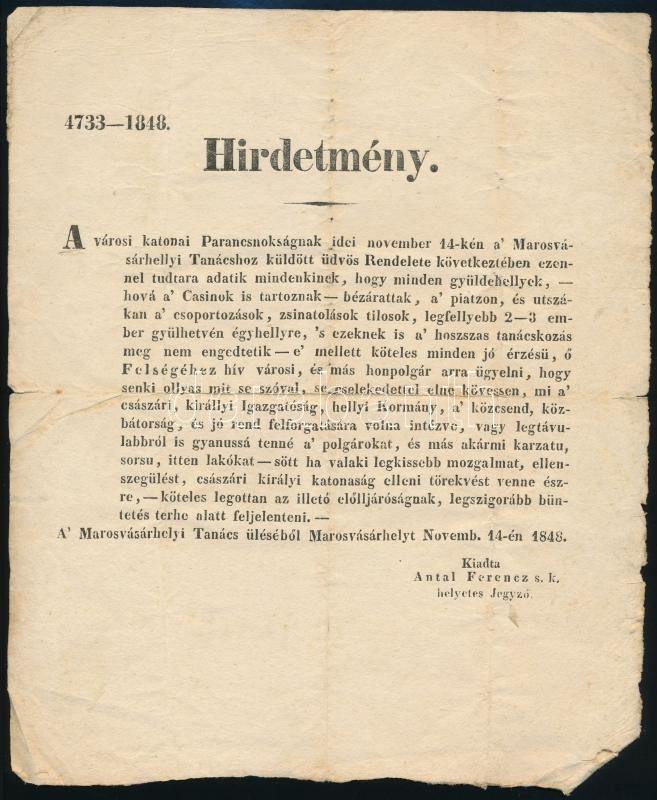 4733—1848.
Hirdetmény.
A városi katonai Parancsnokságnak idei november 14-kén a' Marosvá-
sárhellyi Tanácshoz küldött üdvös Rendelete következtében ezen-
nel tudtara adatik mindenkinek, hogy minden gyüldehellyek, —
hová a' Casinok is tartoznak — bézárattak, a' piatzon, és utszá-
kan a' csoportozások, zsinatolások tilosok, legfellyebb 2—3 em-
ber gyülhetvén égyhellyre, 's ezeknek is a' hoszszas tanácskozás
meg nem engedtetik — e' mellett köteles minden jó érzésü, ő
Felségéhez hív városi, és más honpolgár arra ügyelni, hogy
senki ollyas mit se szóval, se cselekedettel elne kövessen, mi a'
császári, királlyi Igazgatóság, hellyi Kormány, a' közcsend, köz-
bátorság, és jó rend felforgatására volna intézve, vagy legtávu-
labbról is gyanussá tenné a' polgárokat, és más akármi karzatu,
sorsu, itten lakókat — sött ha valaki legkissebb mozgalmat, ellen-
szegülést, császári királyi katonaság elleni törekvést venne ész-
re, — köteles legottan az illető előlljáróságnak, legszigorább bün-
tetés terhe alatt feljelenteni. —
A' Marosvásárhelyi Tanács üléséből Marosvásárhelyt Novemb. 14-én 1848.
Kiadta
Antal Ferencz s. k.
helyetes Jegyző.